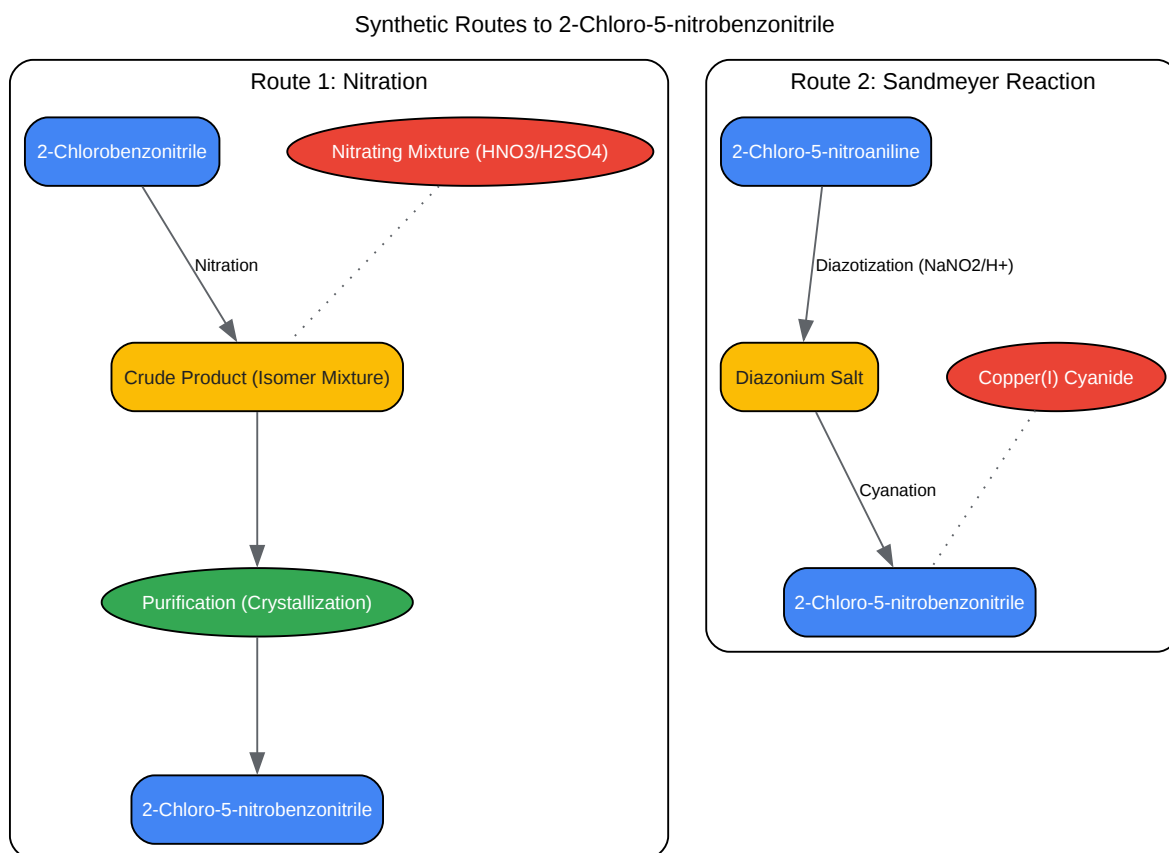 Synthetic Routes to 2-Chloro-5-nitrobenzonitrile
Route 1: Nitration
2-Chlorobenzonitrile
Nitrating Mixture (HNO3/H2SO4)
Nitration
Crude Product (Isomer Mixture)
Purification (Crystallization)
2-Chloro-5-nitrobenzonitrile
Route 2: Sandmeyer Reaction
2-Chloro-5-nitroaniline
Diazotization (NaNO2/H+)
Diazonium Salt
Copper(I) Cyanide
Cyanation
2-Chloro-5-nitrobenzonitrile